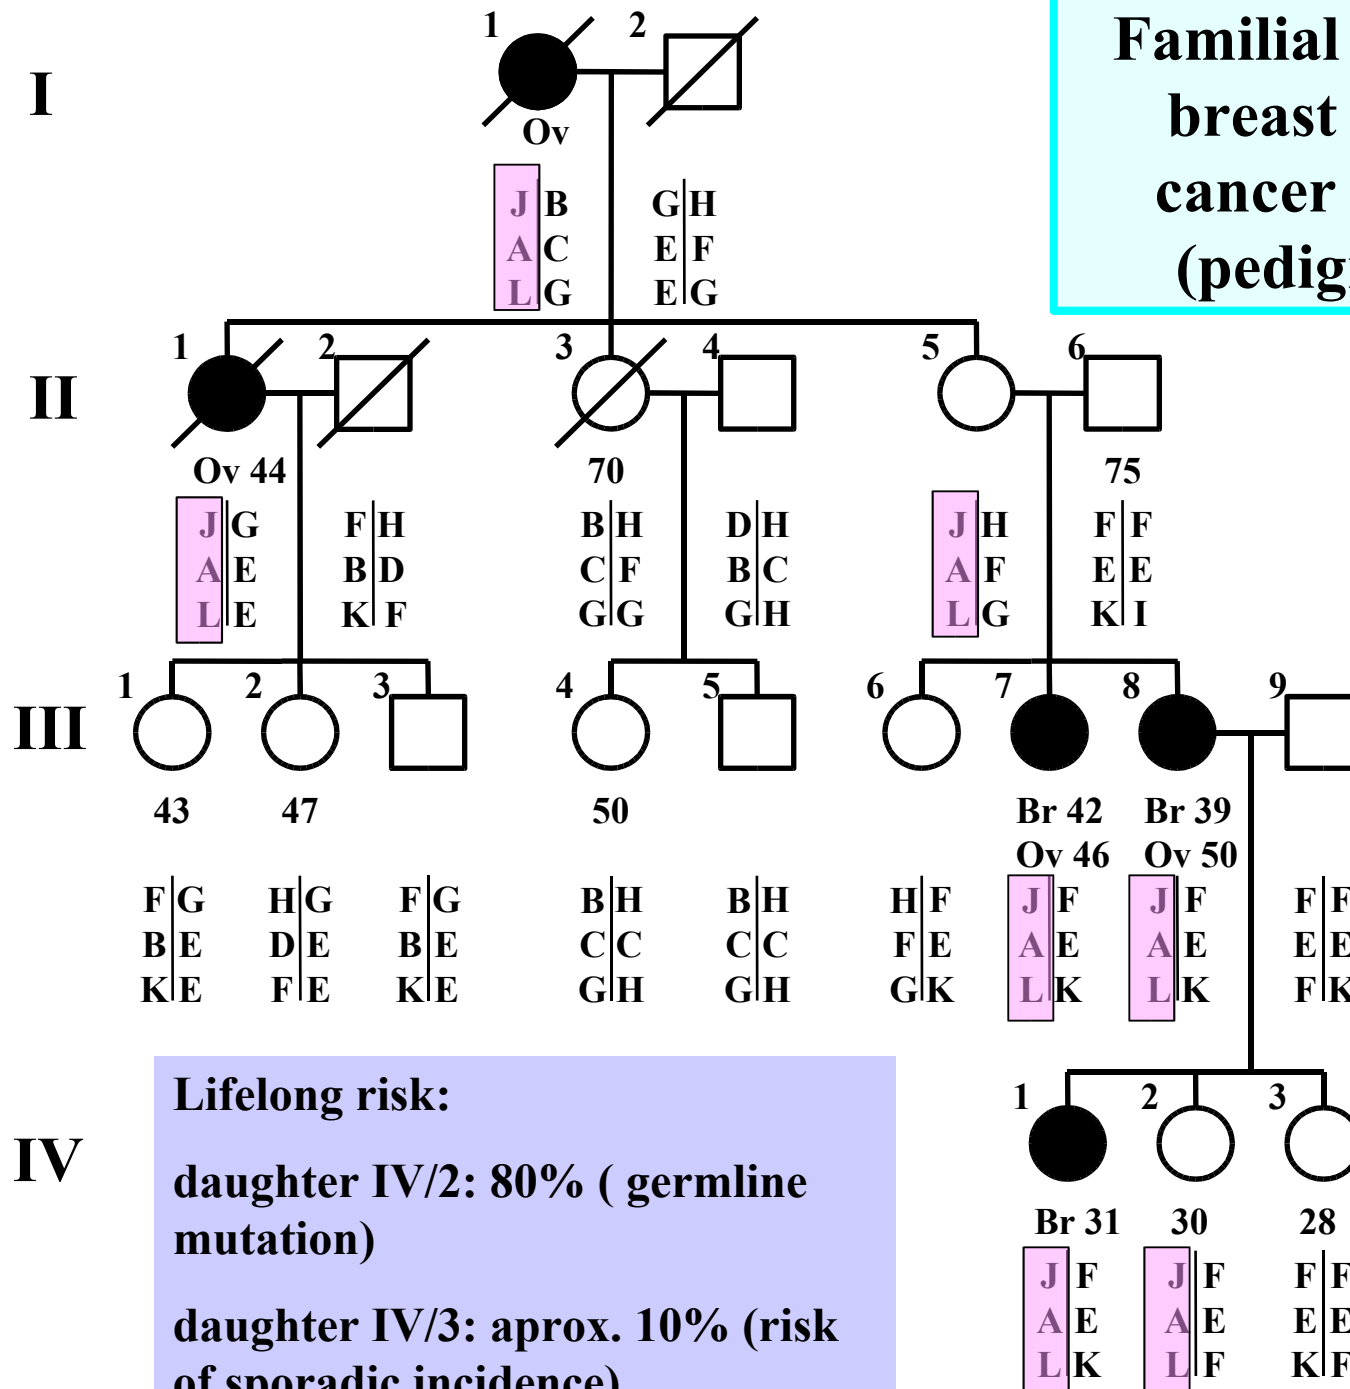 Familial
breast
cancer
(pedig
I
1 2
Ov
J B G H
A C E F
L G E G
II
1 2 3 4 5 6
Ov 44 70 75
J G F H B H D H J H F F
A E B D C F B C A F E E
L E K F G G G H L G K I
III
1 2 3 4 5 6 7 8 9
43 47 50 Br 42 Br 39
Ov 46 Ov 50
F G H G F G B H B H H F J F J F F F
B E D E B E C C C C F E A E A E E E
K E F E K E G H G H G K L K L K F K
IV
1 2 3
Br 31 30 28
J F J F F F
A E A E E E
L K L F K F
Lifelong risk:
daughter IV/2: 80% ( germline
mutation)
daughter IV/3: aprox. 10% (risk
of sporadic incidence)